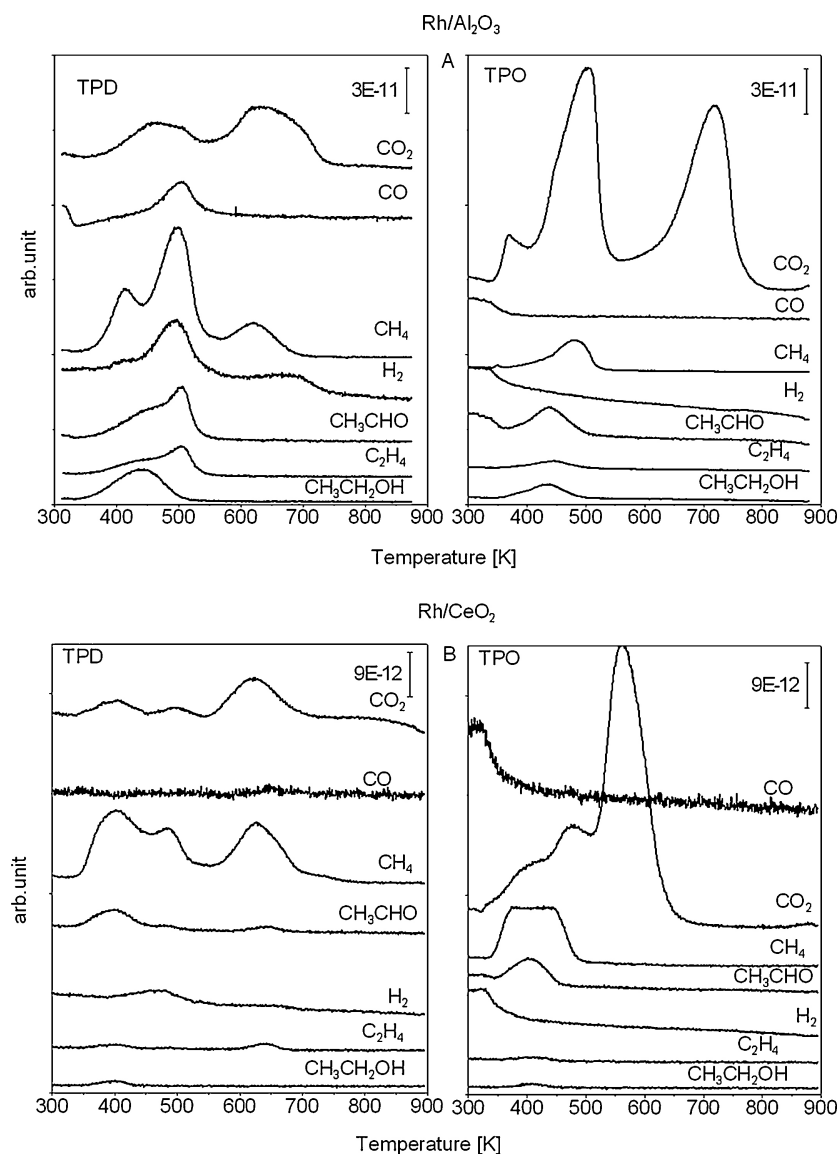 Rh/Al₂O₃
A
TPD
3E-11
CO₂
CO
CH₄
H₂
CH₃CHO
C₂H₄
CH₃CH₂OH
300 400 500 600 700 800 900
arb.unit
TPO
3E-11
CO₂
CO
CH₄
H₂
CH₃CHO
C₂H₄
CH₃CH₂OH
300 400 500 600 700 800 900
Temperature [K]
Rh/CeO₂
B
TPD
9E-12
CO₂
CO
CH₄
CH₃CHO
H₂
C₂H₄
CH₃CH₂OH
300 400 500 600 700 800 900
arb.unit
TPO
9E-12
CO
CO₂
CH₄
CH₃CHO
H₂
C₂H₄
CH₃CH₂OH
300 400 500 600 700 800 900
Temperature [K]